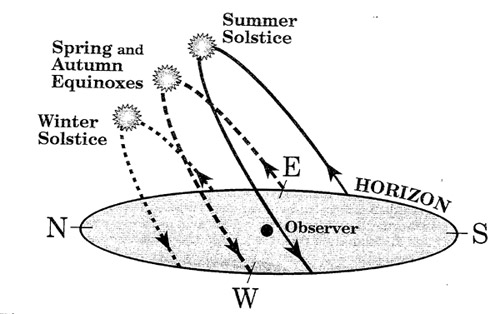 Summer
Solstice
Spring and
Autumn
Equinoxes
Winter
Solstice
E
HORIZON
N
Observer
S
W